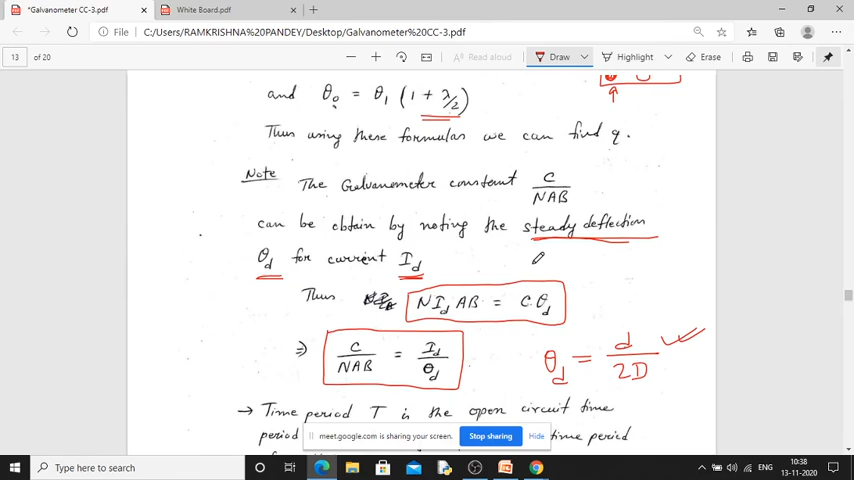 *Galvanometer CC-3.pdf
White Board.pdf
C:/Users/RAMKRISHNA%20PANDEY/Desktop/Galvanometer%20CC-3.pdf
13 of 20
Read aloud
Draw
Highlight
Erase
and θ₀ = θ₁ (1 + λ/2)
Thus using these formulas we can find q.
Note The Galvanometer constant C/NAB
can be obtain by noting the steady deflection
θd for current Id
Thus NId AB = Cθd
⇒ C/NAB = Id/θd
θd = d/2D ✓
→ Time period T is the open circuit time
period
time period
meet.google.com is sharing your screen.
Stop sharing
Hide
Type here to search
ENG
10:38
13-11-2020